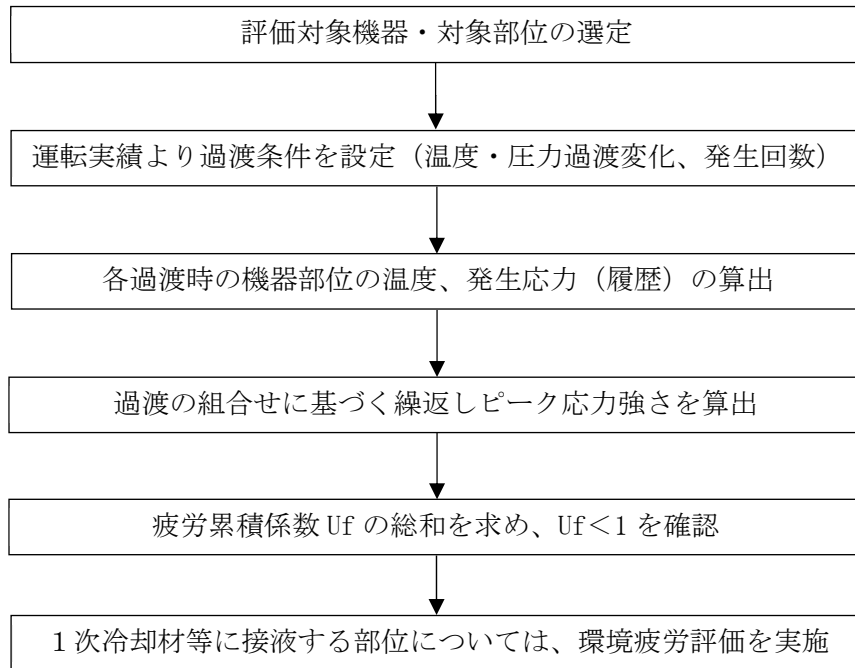 評価対象機器・対象部位の選定
運転実績より過渡条件を設定（温度・圧力過渡変化、発生回数）
各過渡時の機器部位の温度、発生応力（履歴）の算出
過渡の組合せに基づく繰返しピーク応力強さを算出
疲労累積係数 Uf の総和を求め、Uf＜1 を確認
１次冷却材等に接液する部位については、環境疲労評価を実施